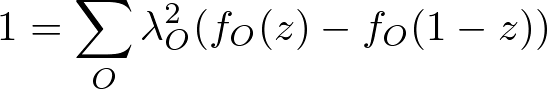 1 = \sum_{O} \lambda_O^2 (f_O(z) - f_O(1 - z))